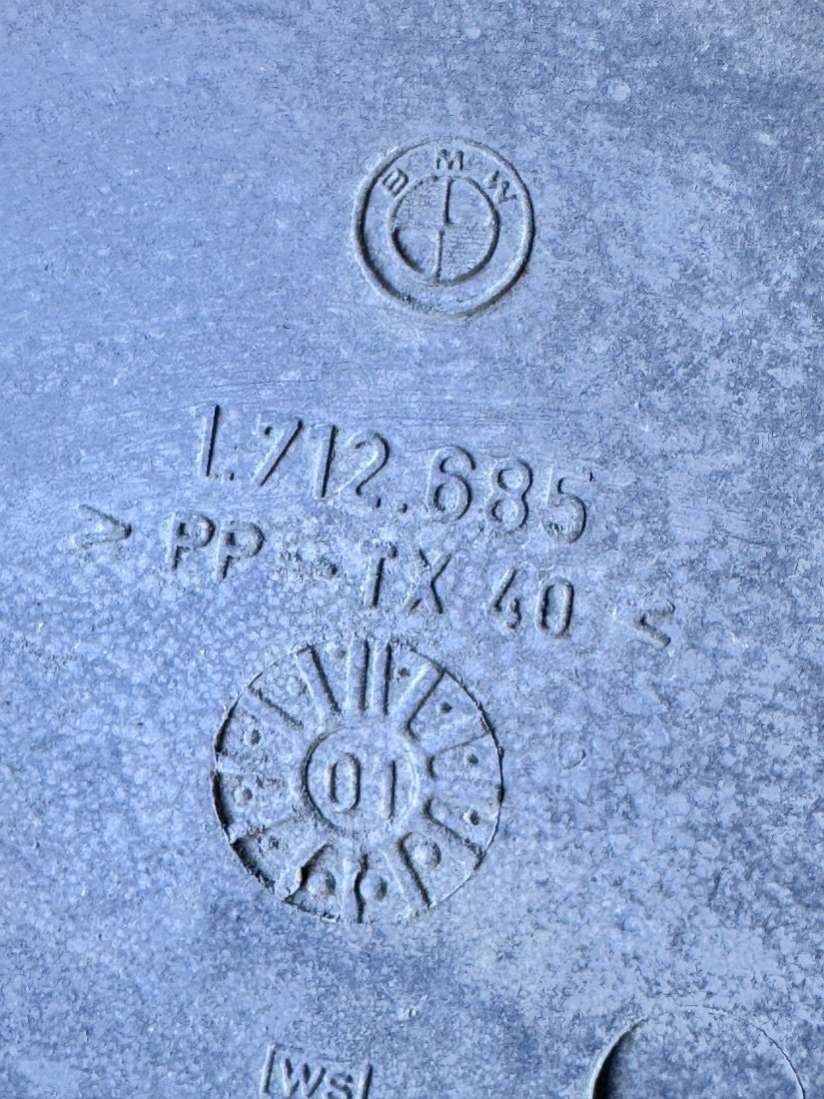 BMW
1.712.685
> PP - TX 40 <
01
WS